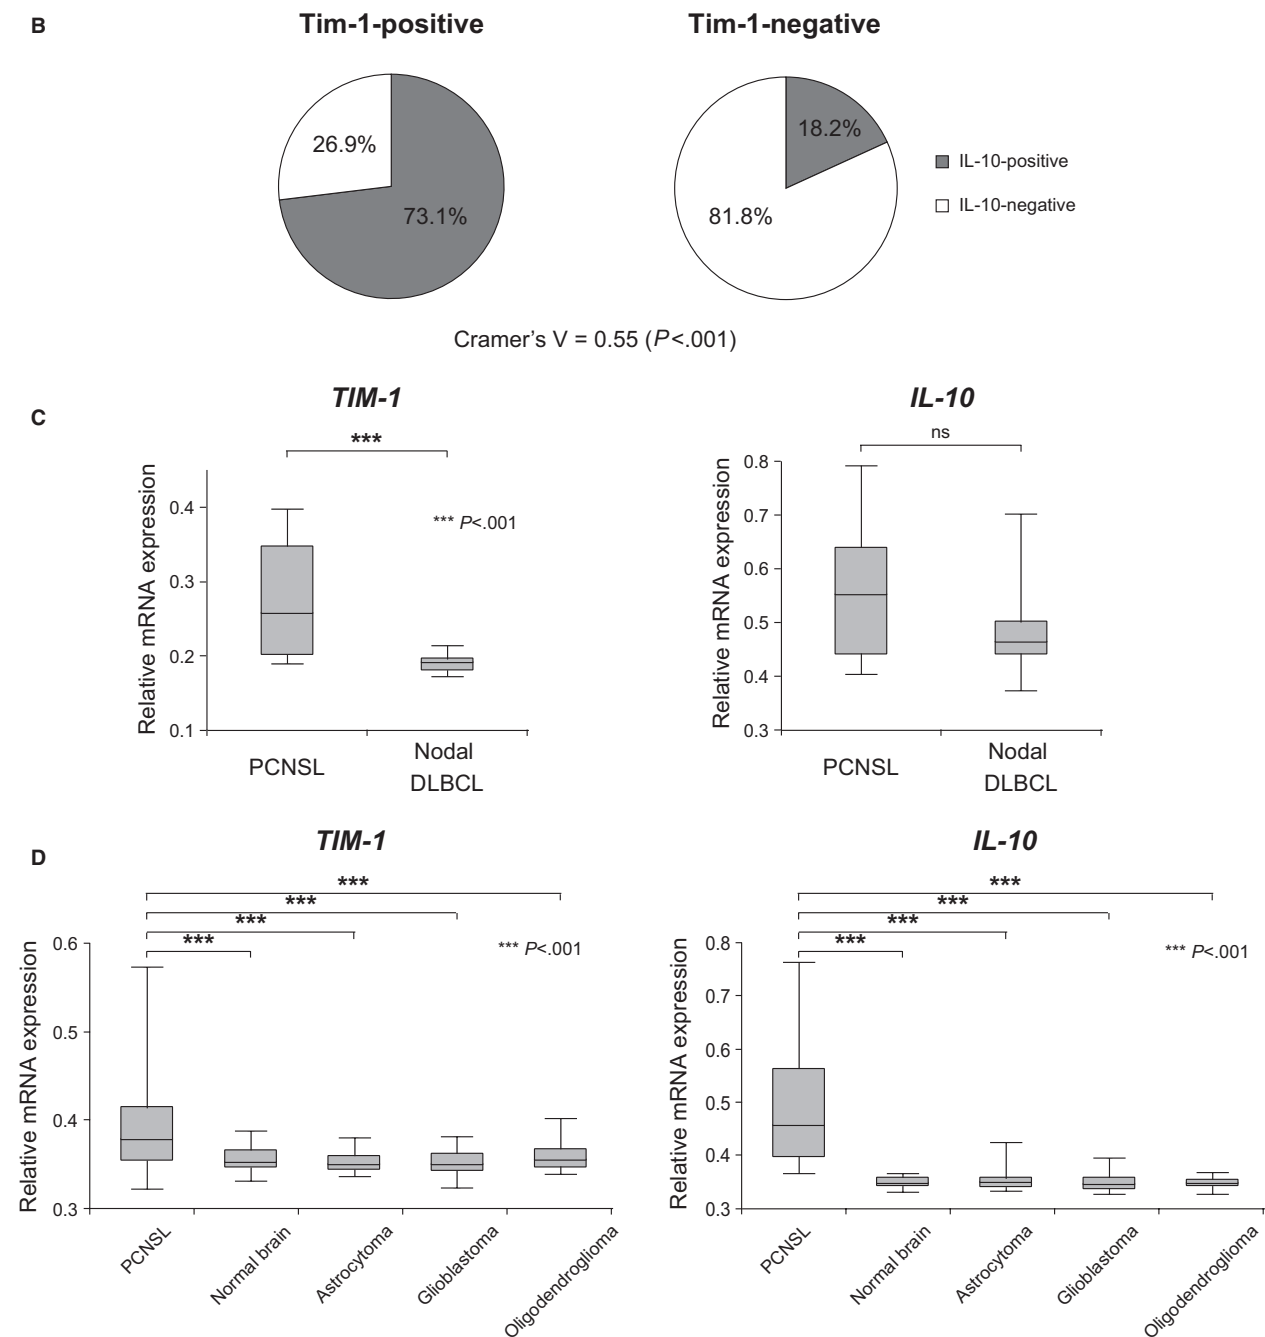 B
Tim-1-positive
Tim-1-negative
26.9%
73.1%
18.2%
81.8%
IL-10-positive
IL-10-negative
Cramer's V = 0.55 (P<.001)
C
TIM-1
***
Relative mRNA expression
0.4
0.3
0.2
0.1
*** P<.001
PCNSL
Nodal
DLBCL
IL-10
ns
Relative mRNA expression
0.8
0.7
0.6
0.5
0.4
0.3
PCNSL
Nodal
DLBCL
D
TIM-1
***
***
***
***
*** P<.001
Relative mRNA expression
0.6
0.5
0.4
0.3
PCNSL
Normal brain
Astrocytoma
Glioblastoma
Oligodendroglioma
IL-10
***
***
***
***
*** P<.001
Relative mRNA expression
0.8
0.7
0.6
0.5
0.4
0.3
PCNSL
Normal brain
Astrocytoma
Glioblastoma
Oligodendroglioma